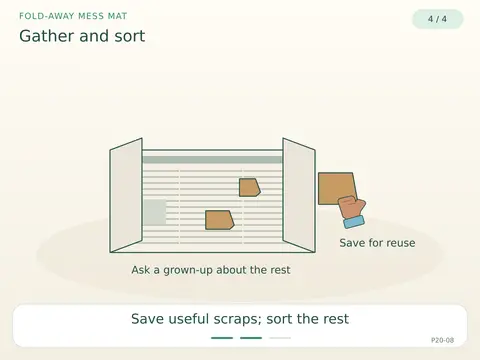 FOLD-AWAY MESS MAT
4 / 4
Gather and sort
Save for reuse
Ask a grown-up about the rest
Save useful scraps; sort the rest
P20-08